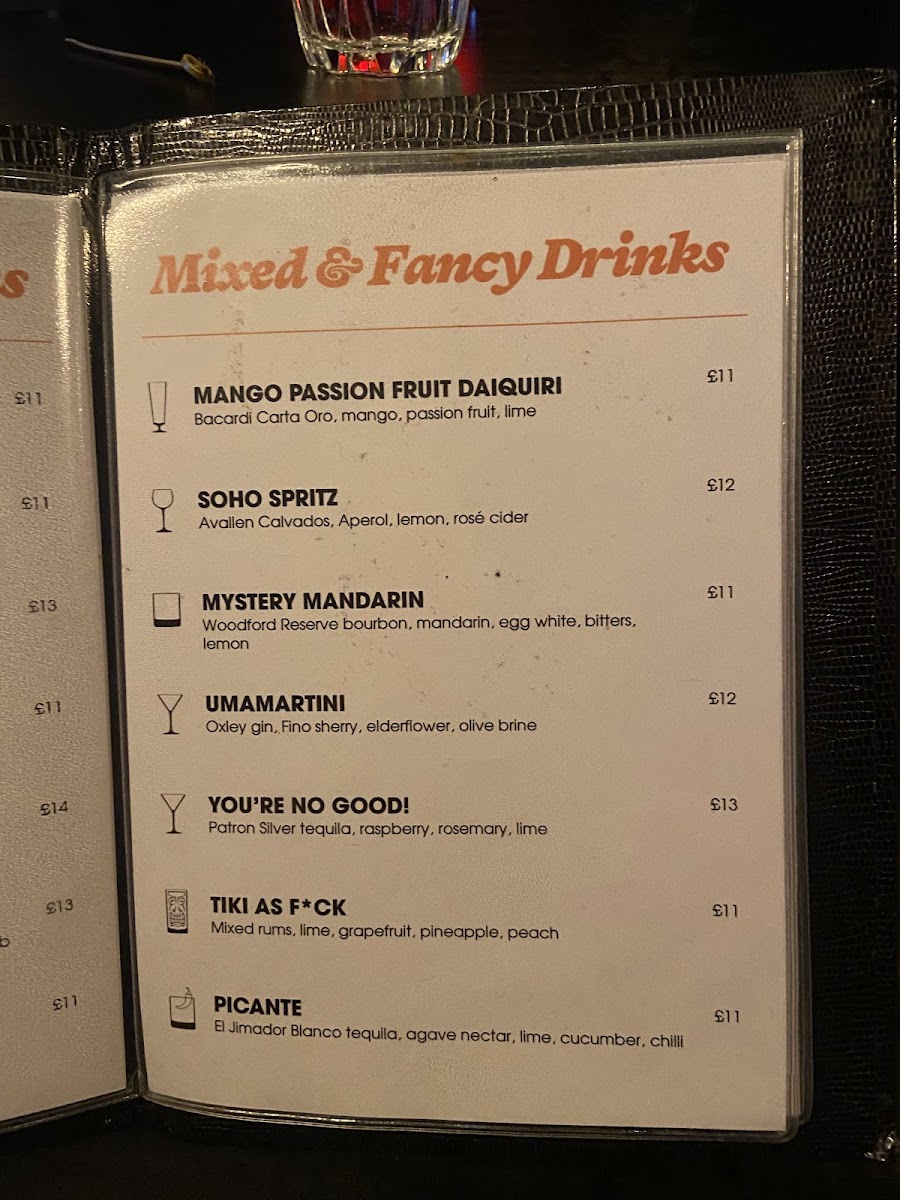 s
£11
£11
£13
£11
£14
£13
b
£11
Mixed & Fancy Drinks
MANGO PASSION FRUIT DAIQUIRI £11
Bacardi Carta Oro, mango, passion fruit, lime
SOHO SPRITZ £12
Avallen Calvados, Aperol, lemon, rosé cider
MYSTERY MANDARIN £11
Woodford Reserve bourbon, mandarin, egg white, bitters,
lemon
UMAMARTINI £12
Oxley gin, Fino sherry, elderflower, olive brine
YOU'RE NO GOOD! £13
Patron Silver tequila, raspberry, rosemary, lime
TIKI AS F*CK £11
Mixed rums, lime, grapefruit, pineapple, peach
PICANTE £11
El Jimador Blanco tequila, agave nectar, lime, cucumber, chilli